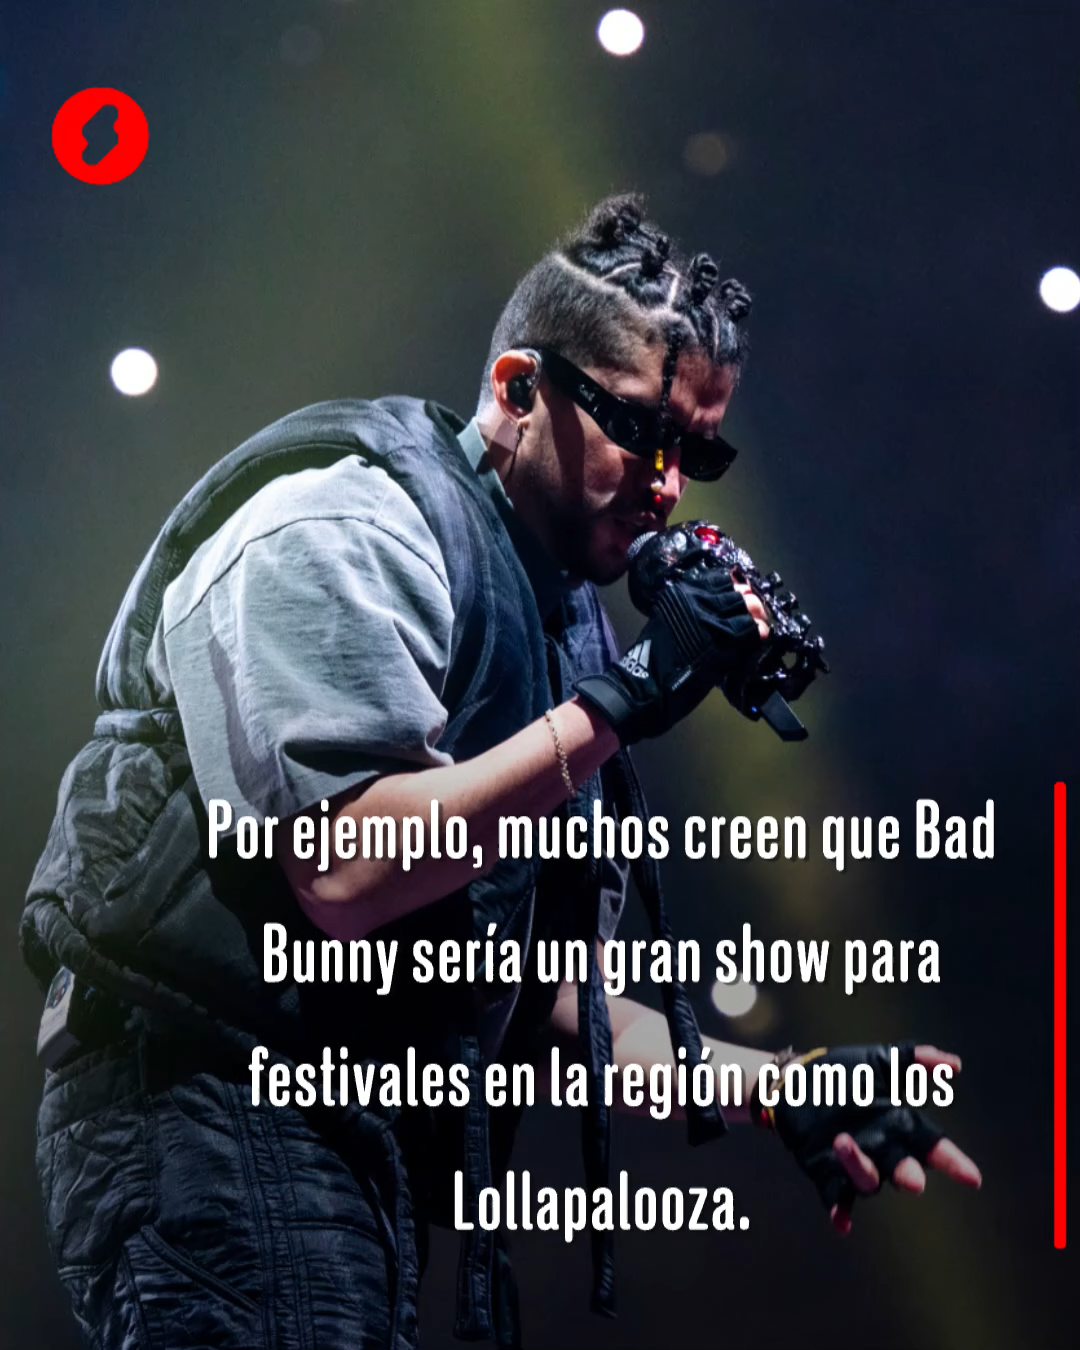 adidas
Por ejemplo, muchos creen que Bad
Bunny sería un gran show para
festivales en la región como los
Lollapalooza.